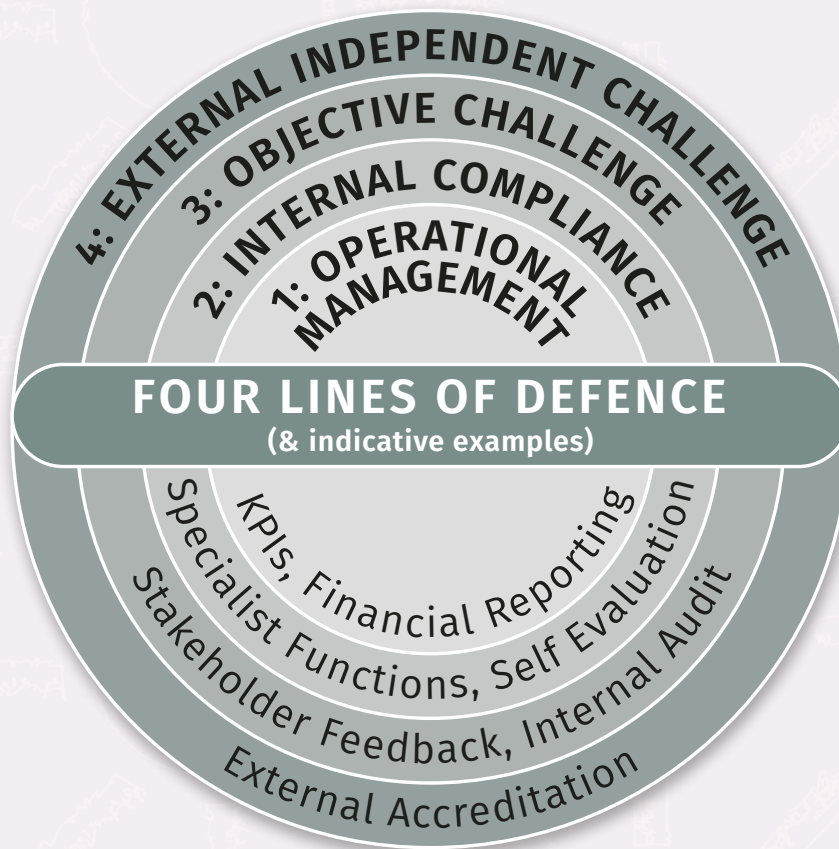 4: EXTERNAL INDEPENDENT CHALLENGE
3: OBJECTIVE CHALLENGE
2: INTERNAL COMPLIANCE
1: OPERATIONAL
MANAGEMENT
FOUR LINES OF DEFENCE
(& indicative examples)
KPIs, Financial Reporting
Specialist Functions, Self Evaluation
Stakeholder Feedback, Internal Audit
External Accreditation